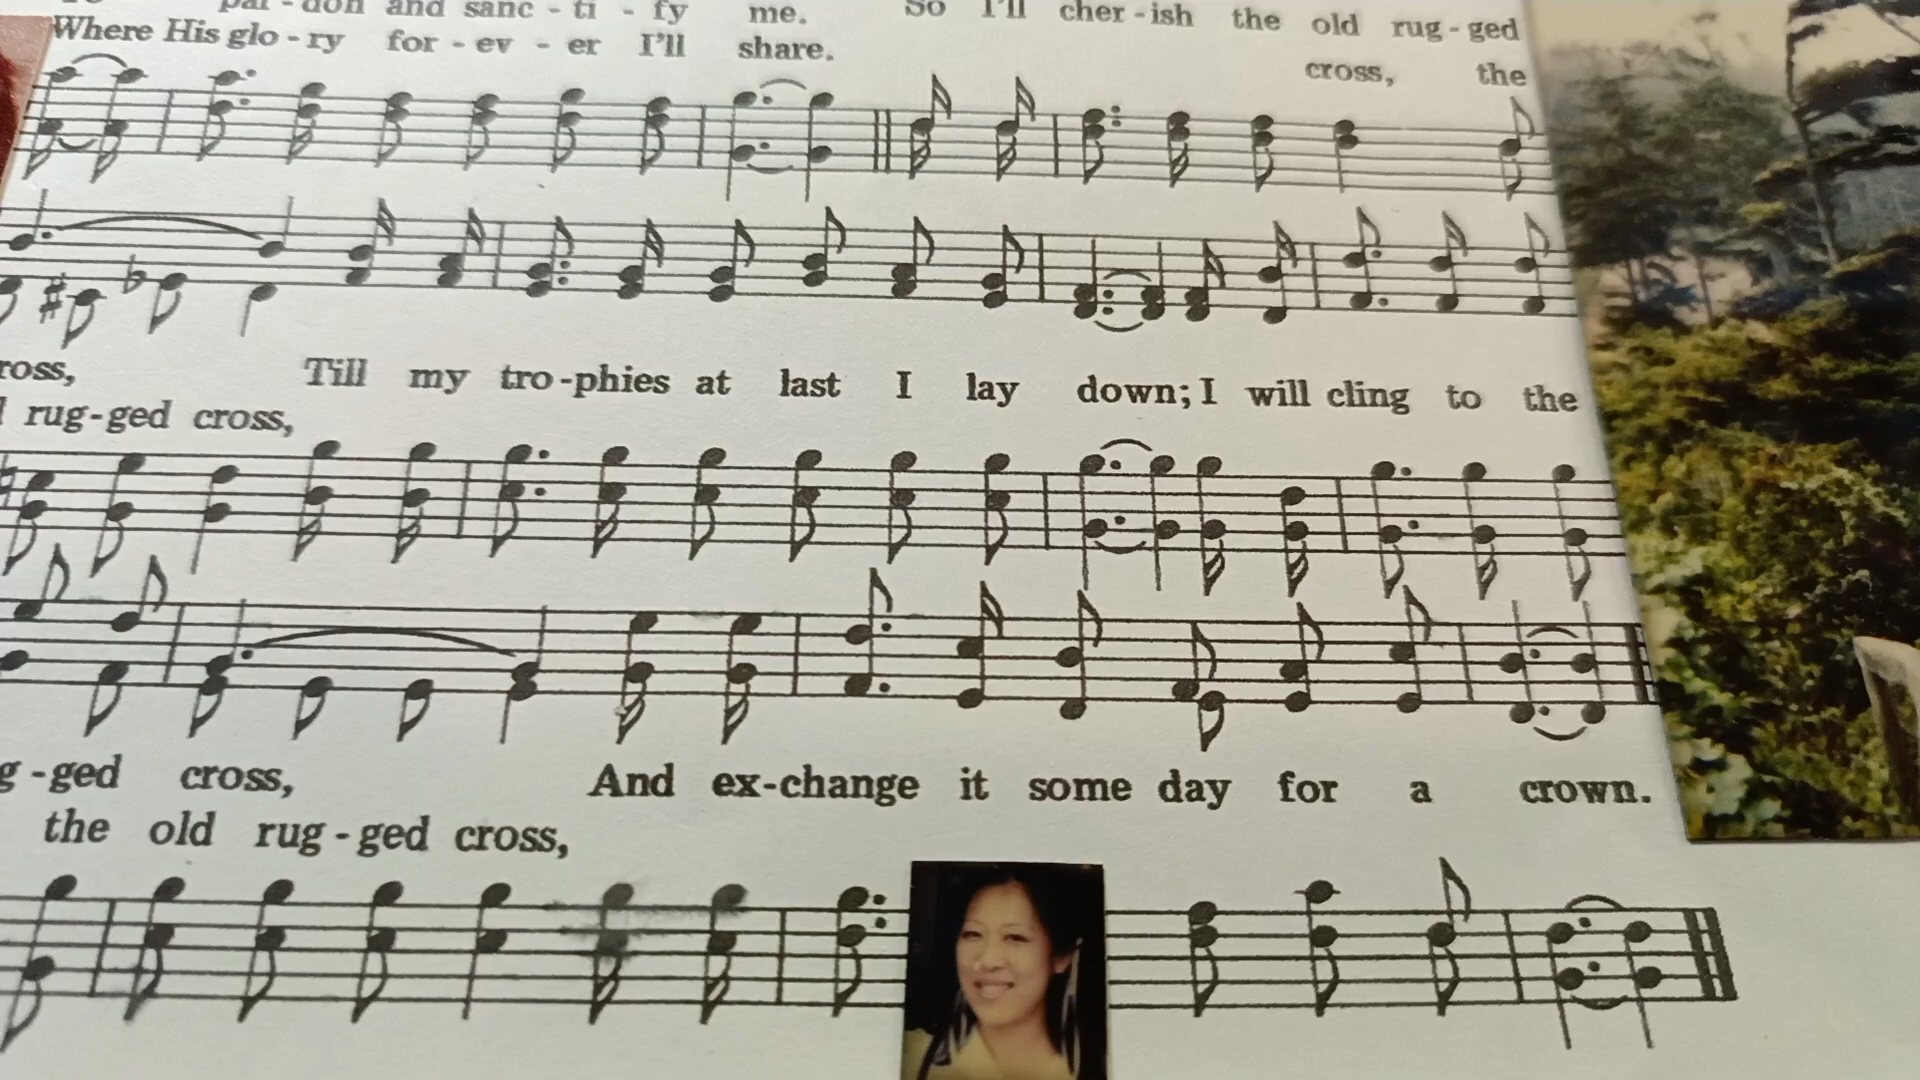 par - don and sanc - ti - fy me. So I'll cher - ish the old rug - ged
Where His glo - ry for - ev - er I'll share.
cross, the
Till my tro - phies at last I lay down; I will cling to the
rug - ged cross,
cross, And ex - change it some day for a crown.
the old rug - ged cross,